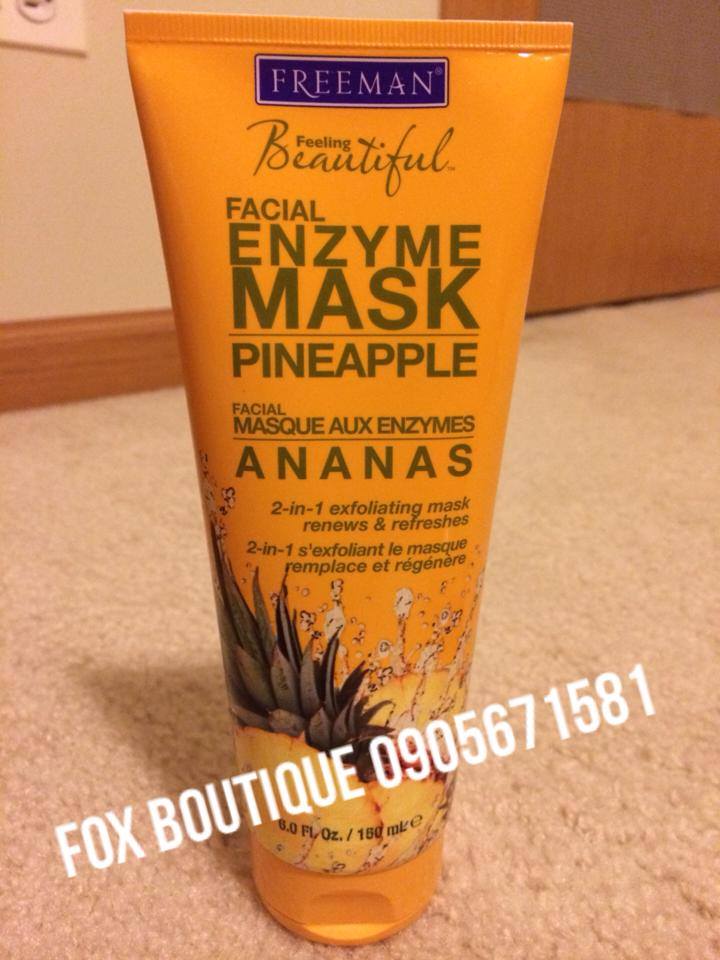 FREEMAN®
Feeling
Beautiful™
FACIAL
ENZYME
MASK
PINEAPPLE
FACIAL
MASQUE AUX ENZYMES
ANANAS
2-in-1 exfoliating mask
renews & refreshes
2-in-1 s'exfoliant le masque
remplace et régénère
FOX BOUTIQUE 0905671581
6.0 Fl. Oz. / 150 mL ℮